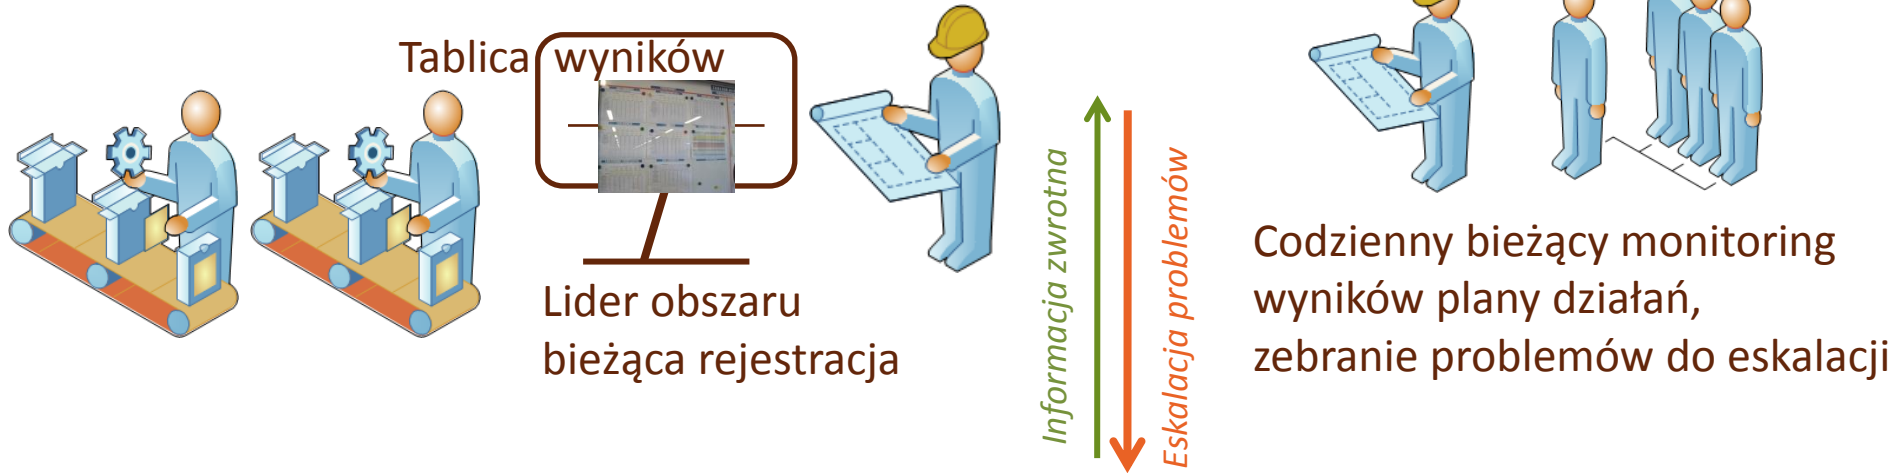 Tablica wyników
Lider obszaru
bieżąca rejestracja
Informacja zwrotna
Eskalacja problemów
Codzienny bieżący monitoring
wyników plany działań,
zebranie problemów do eskalacji